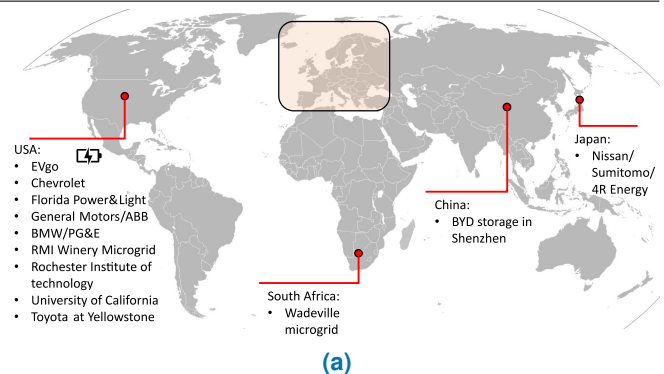 USA:
• EVgo
• Chevrolet
• Florida Power&Light
• General Motors/ABB
• BMW/PG&E
• RMI Winery Microgrid
• Rochester Institute of
technology
• University of California
• Toyota at Yellowstone
South Africa:
• Wadeville
microgrid
China:
• BYD storage in
Shenzhen
Japan:
• Nissan/
Sumitomo/
4R Energy
(a)